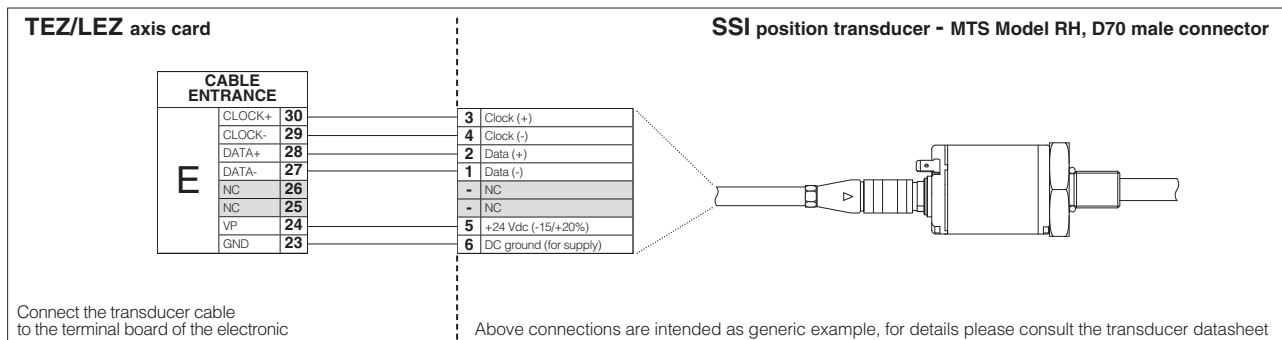 TEZ/LEZ axis card
SSI position transducer - MTS Model RH, D70 male connector
CABLE
ENTRANCE
E
CLOCK+ 30
CLOCK- 29
DATA+ 28
DATA- 27
NC 26
NC 25
VP 24
GND 23
3 Clock (+)
4 Clock (-)
2 Data (+)
1 Data (-)
- NC
- NC
5 +24 Vdc (-15/+20%)
6 DC ground (for supply)
Connect the transducer cable
to the terminal board of the electronic
Above connections are intended as generic example, for details please consult the transducer datasheet